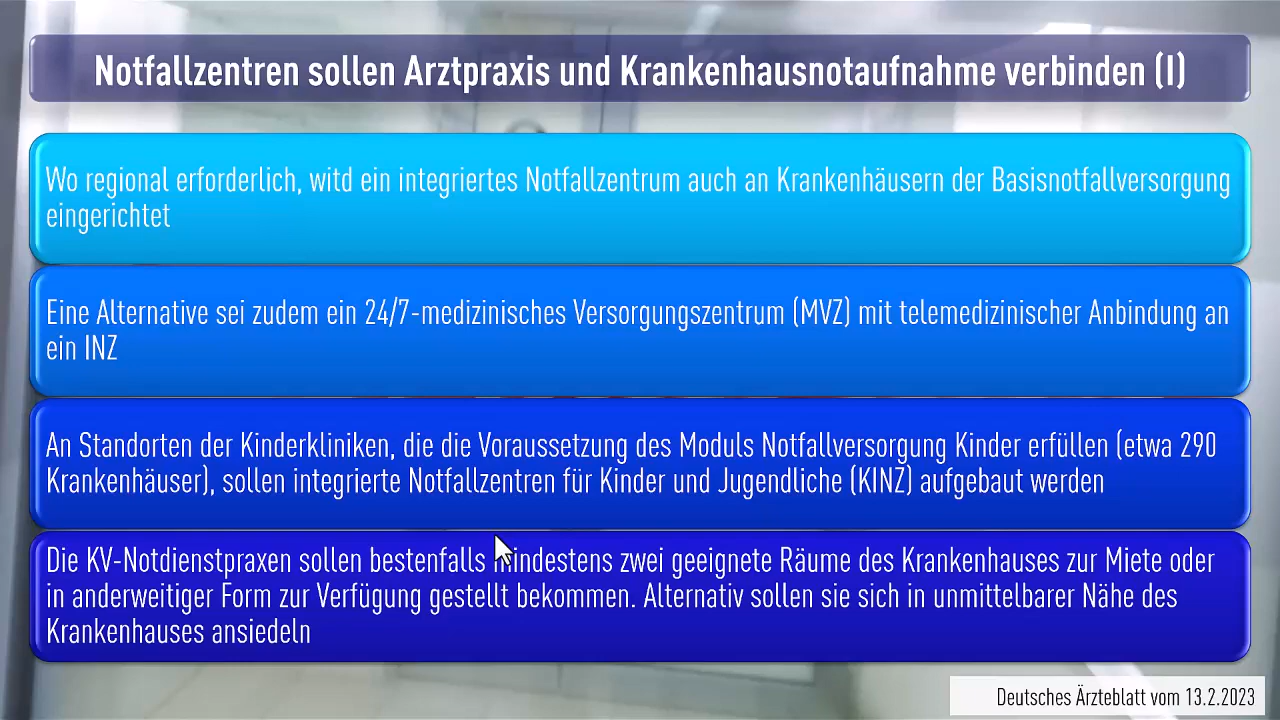 Notfallzentren sollen Arztpraxis und Krankenhausnotaufnahme verbinden (I)
Wo regional erforderlich, witd ein integriertes Notfallzentrum auch an Krankenhäusern der Basisnotfallversorgung
eingerichtet
Eine Alternative sei zudem ein 24/7-medizinisches Versorgungszentrum (MVZ) mit telemedizinischer Anbindung an
ein INZ
An Standorten der Kinderkliniken, die die Voraussetzung des Moduls Notfallversorgung Kinder erfüllen (etwa 290
Krankenhäuser), sollen integrierte Notfallzentren für Kinder und Jugendliche (KINZ) aufgebaut werden
Die KV-Notdienstpraxen sollen bestenfalls mindestens zwei geeignete Räume des Krankenhauses zur Miete oder
in anderweitiger Form zur Verfügung gestellt bekommen. Alternativ sollen sie sich in unmittelbarer Nähe des
Krankenhauses ansiedeln
Deutsches Ärzteblatt vom 13.2.2023